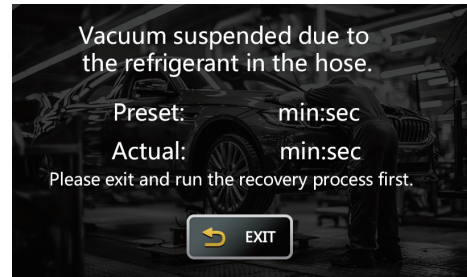 Vacuum suspended due to
the refrigerant in the hose.
Preset: min:sec
Actual: min:sec
Please exit and run the recovery process first.
EXIT